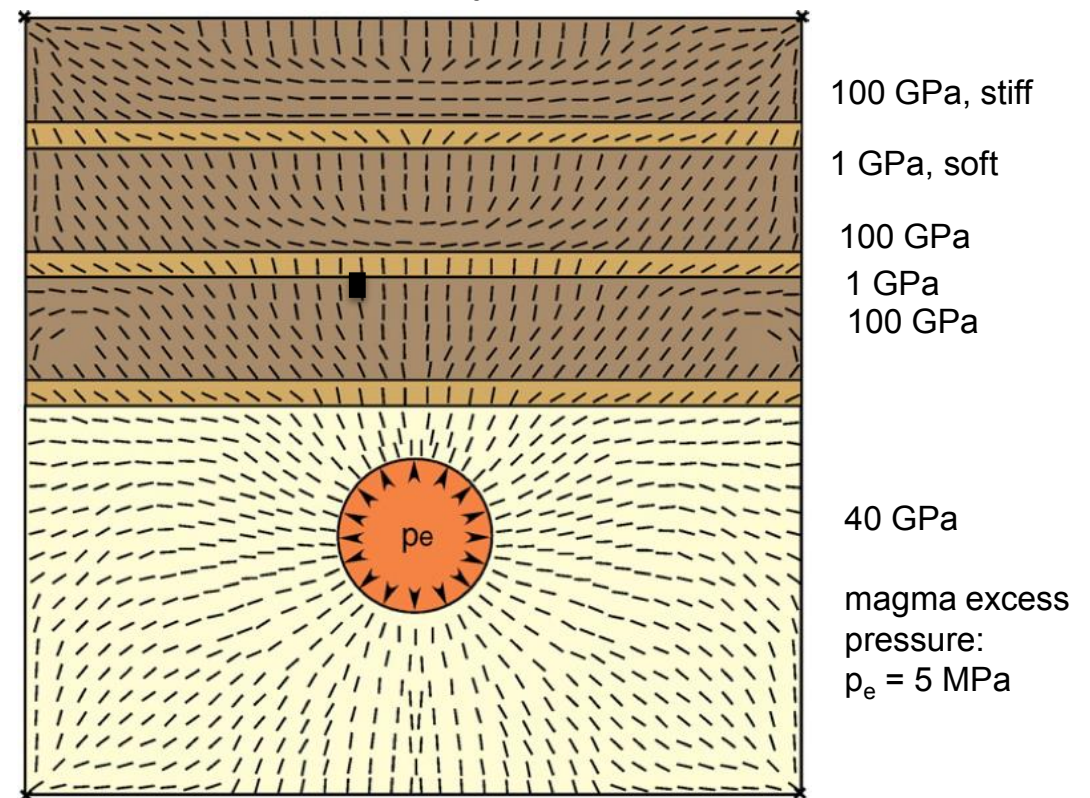 100 GPa, stiff
1 GPa, soft
100 GPa
1 GPa
100 GPa
pe
40 GPa
magma excess
pressure:
pe = 5 MPa